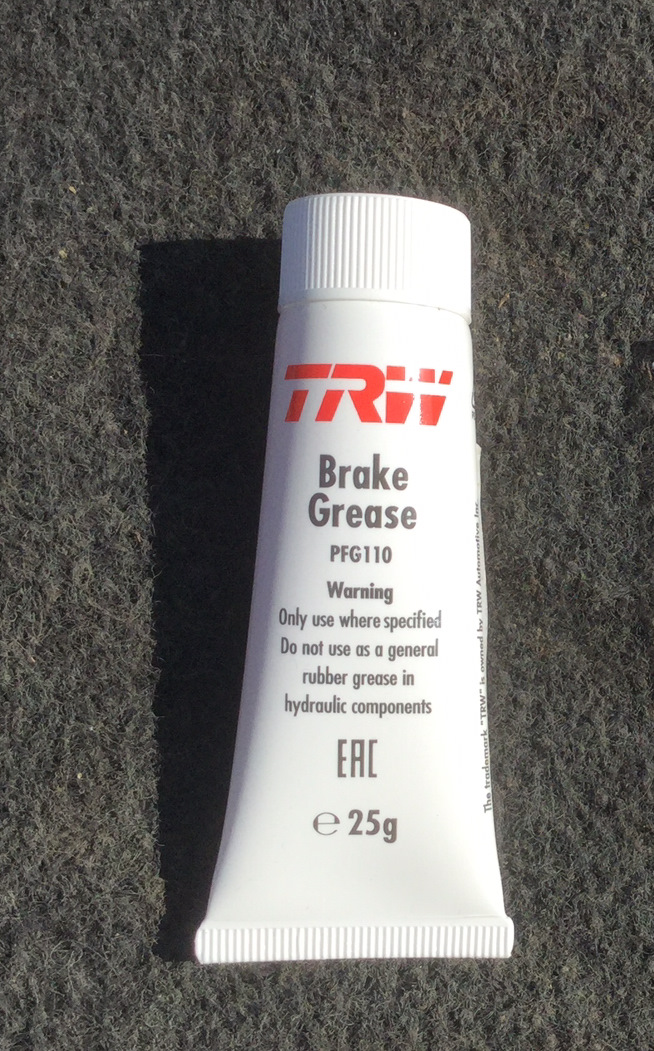 TRW
Brake
Grease
PFG110
Warning
Only use where specified
Do not use as a general
rubber grease in
hydraulic components
EAC
℮ 25g
The trademark "TRW" is owned by TRW Automotive Inc.